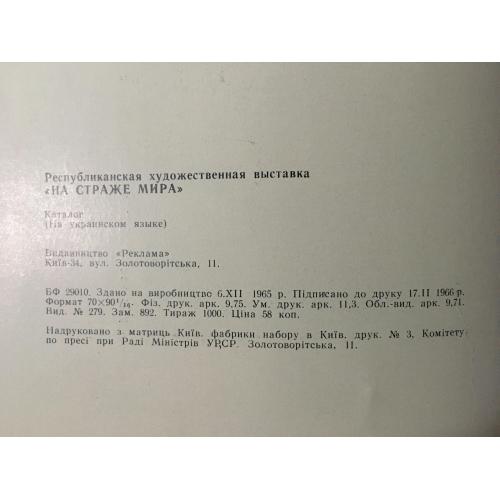 Республиканская художественная выставка
«НА СТРАЖЕ МИРА»
Каталог
(На украинском языке)
Видавництво «Реклама»
Київ-34, вул. Золотоворітська, 11.
БФ 29010. Здано на виробництво 6.XII 1965 р. Підписано до друку 17.II 1966 р.
Формат 70×90¹/₁₆. Фіз. друк. арк. 9,75. Ум. друк. арк. 11,3. Обл.-вид. арк. 9,71.
Вид. № 279. Зам. 892. Тираж 1000. Ціна 58 коп.
Надруковано з матриць Київ. фабрики набору в Київ. друк. № 3, Комітету
по пресі при Раді Міністрів УРСР. Золотоворітська, 11.